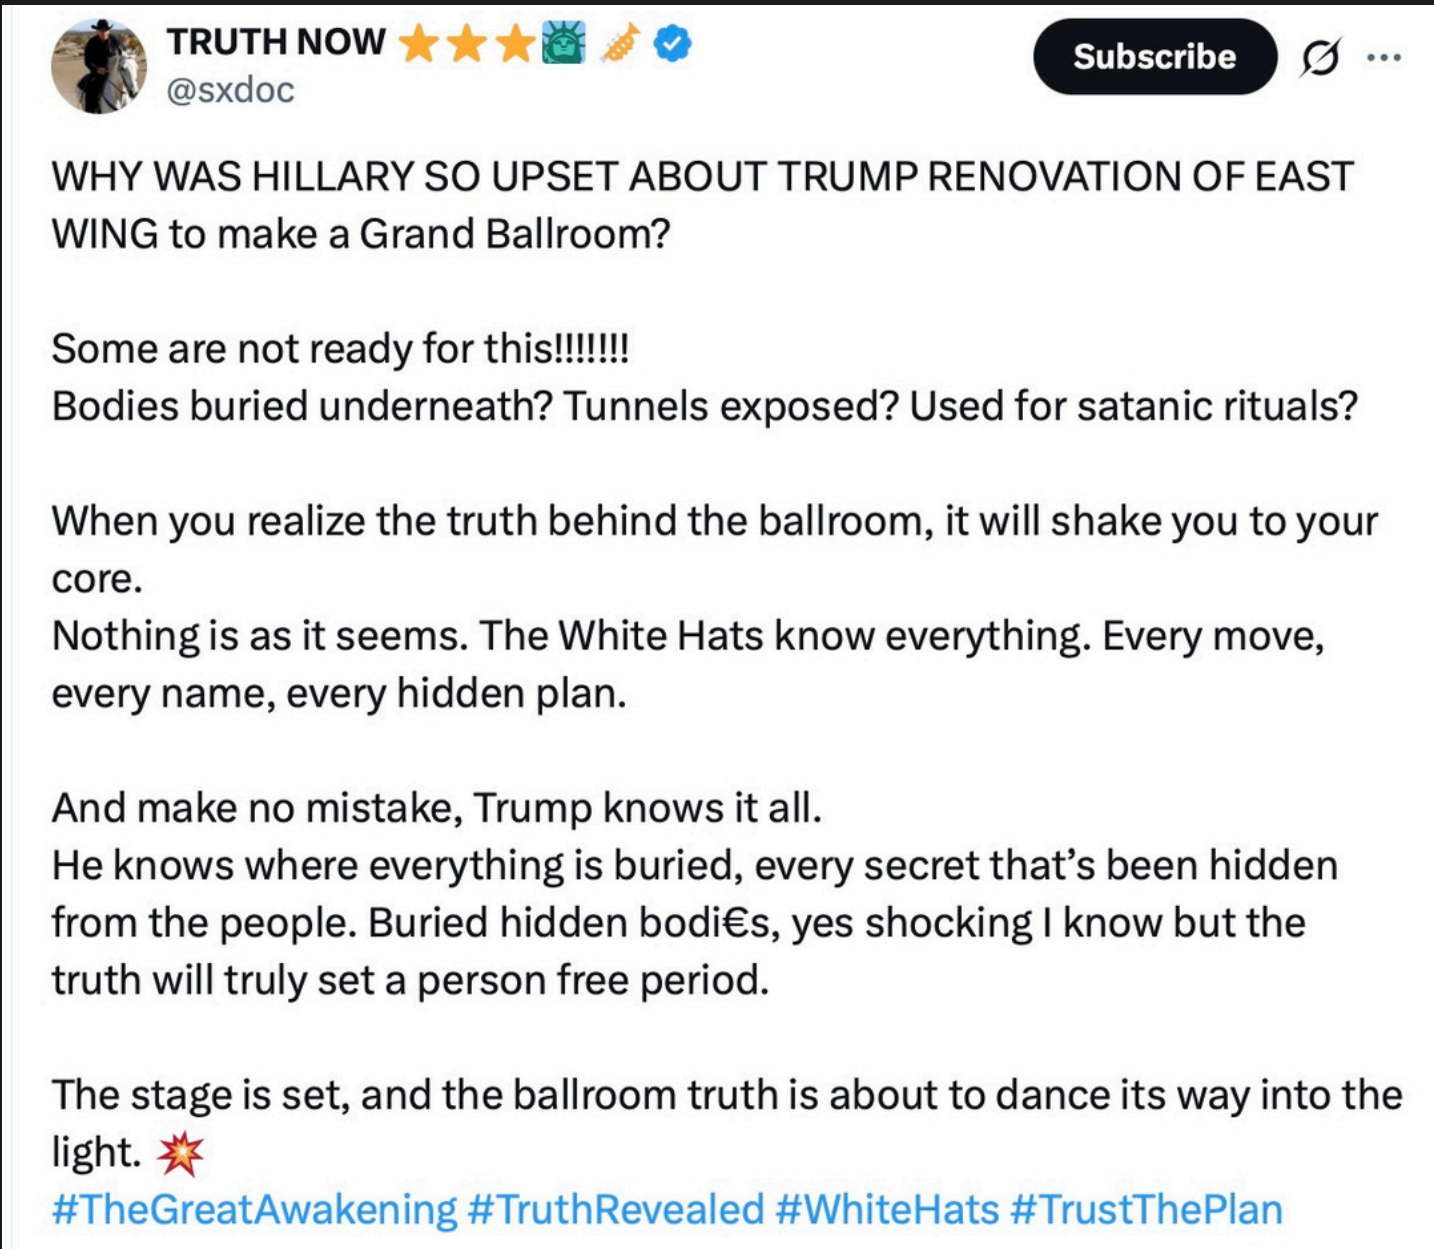 TRUTH NOW ⭐⭐⭐🗽🎺
@sxdoc
Subscribe
WHY WAS HILLARY SO UPSET ABOUT TRUMP RENOVATION OF EAST
WING to make a Grand Ballroom?
Some are not ready for this!!!!!!!
Bodies buried underneath? Tunnels exposed? Used for satanic rituals?
When you realize the truth behind the ballroom, it will shake you to your
core.
Nothing is as it seems. The White Hats know everything. Every move,
every name, every hidden plan.
And make no mistake, Trump knows it all.
He knows where everything is buried, every secret that’s been hidden
from the people. Buried hidden bodi€s, yes shocking I know but the
truth will truly set a person free period.
The stage is set, and the ballroom truth is about to dance its way into the
light. 💥
#TheGreatAwakening #TruthRevealed #WhiteHats #TrustThePlan